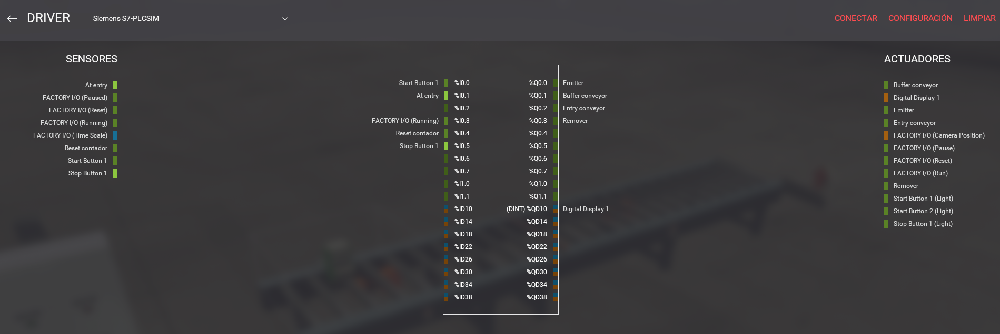 DRIVER
Siemens S7-PLCSIM
CONECTAR CONFIGURACIÓN LIMPIAR
SENSORES
At entry
FACTORY I/O (Paused)
FACTORY I/O (Reset)
FACTORY I/O (Running)
FACTORY I/O (Time Scale)
Reset contador
Start Button 1
Stop Button 1
Start Button 1 %I0.0 %Q0.0 Emitter
At entry %I0.1 %Q0.1 Buffer conveyor
%I0.2 %Q0.2 Entry conveyor
FACTORY I/O (Running) %I0.3 %Q0.3 Remover
Reset contador %I0.4 %Q0.4
Stop Button 1 %I0.5 %Q0.5
%I0.6 %Q0.6
%I0.7 %Q0.7
%I1.0 %Q1.0
%I1.1 %Q1.1
%ID10 (DINT) %QD10 Digital Display 1
%ID14 %QD14
%ID18 %QD18
%ID22 %QD22
%ID26 %QD26
%ID30 %QD30
%ID34 %QD34
%ID38 %QD38
ACTUADORES
Buffer conveyor
Digital Display 1
Emitter
Entry conveyor
FACTORY I/O (Camera Position)
FACTORY I/O (Pause)
FACTORY I/O (Reset)
FACTORY I/O (Run)
Remover
Start Button 1 (Light)
Start Button 2 (Light)
Stop Button 1 (Light)